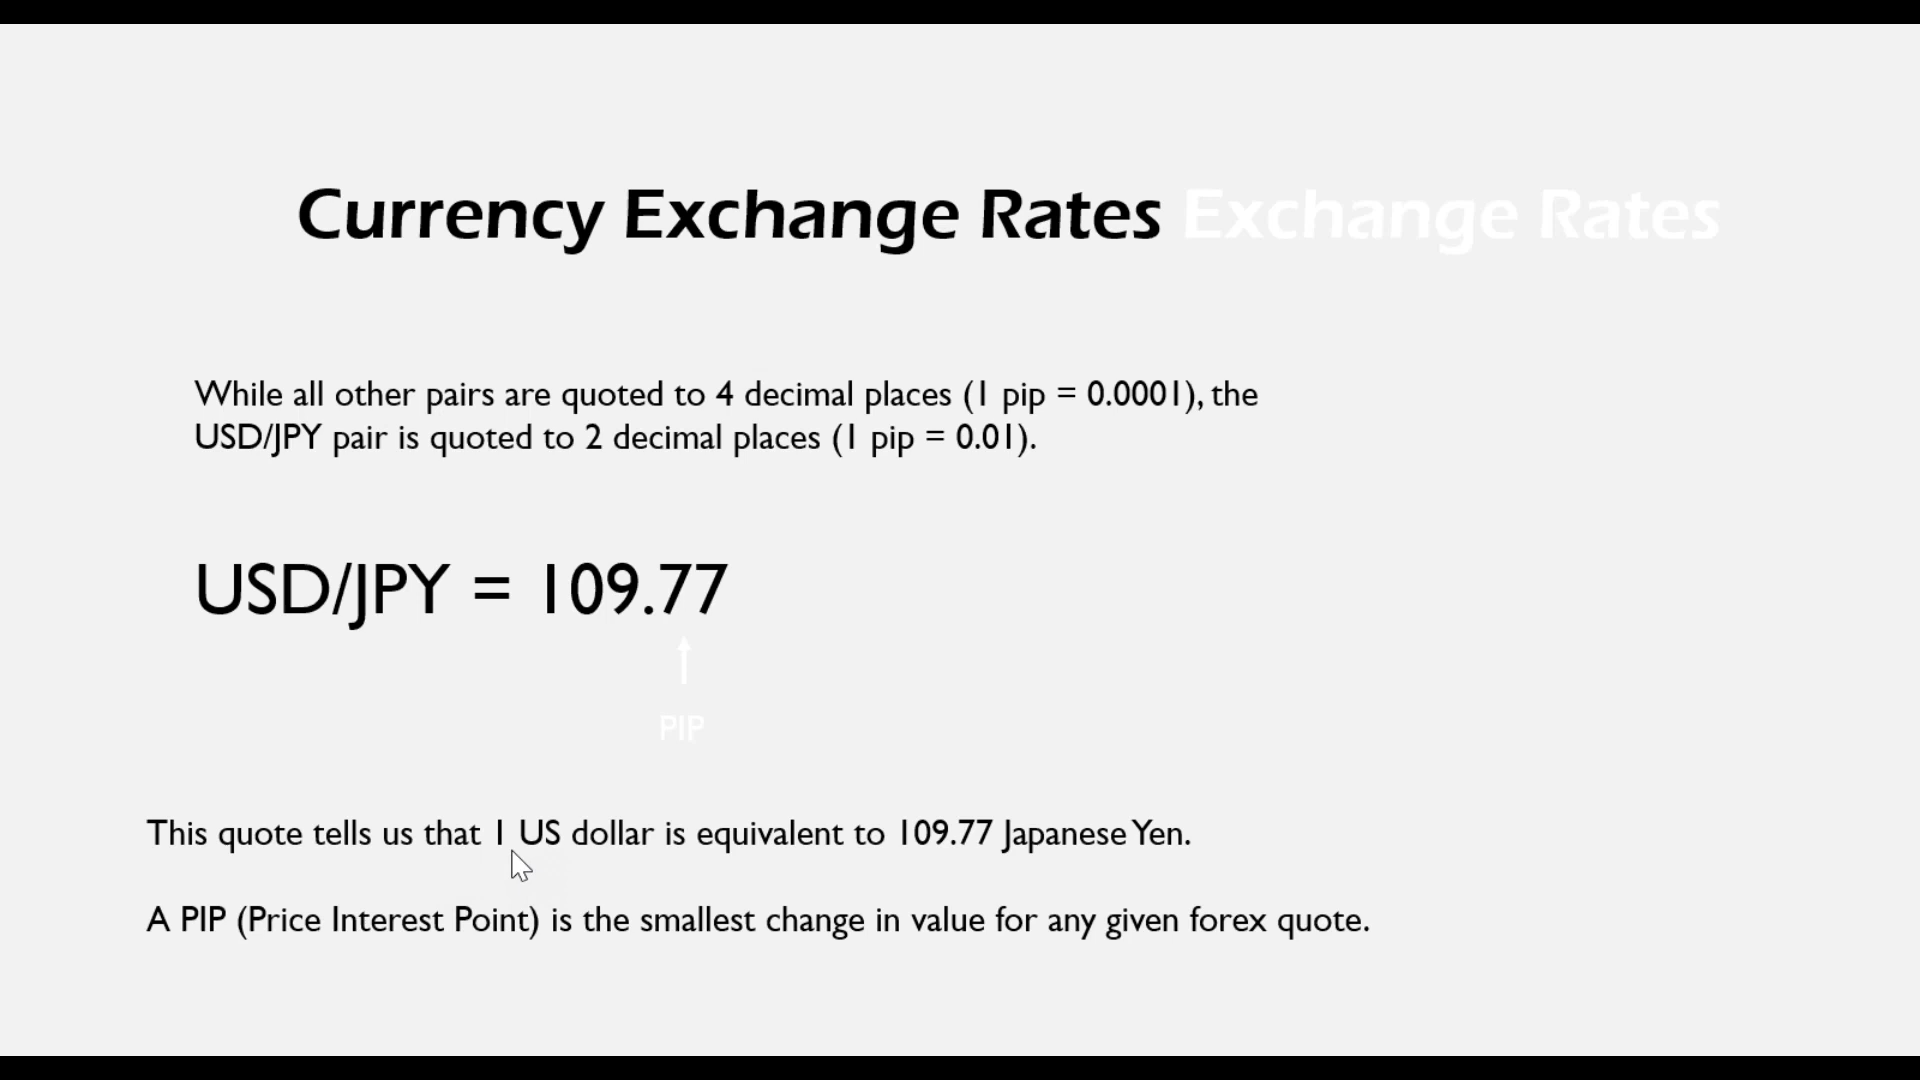 Currency Exchange Rates Exchange Rates
While all other pairs are quoted to 4 decimal places (1 pip = 0.0001), the
USD/JPY pair is quoted to 2 decimal places (1 pip = 0.01).
USD/JPY = 109.77
PIP
This quote tells us that 1 US dollar is equivalent to 109.77 Japanese Yen.
A PIP (Price Interest Point) is the smallest change in value for any given forex quote.